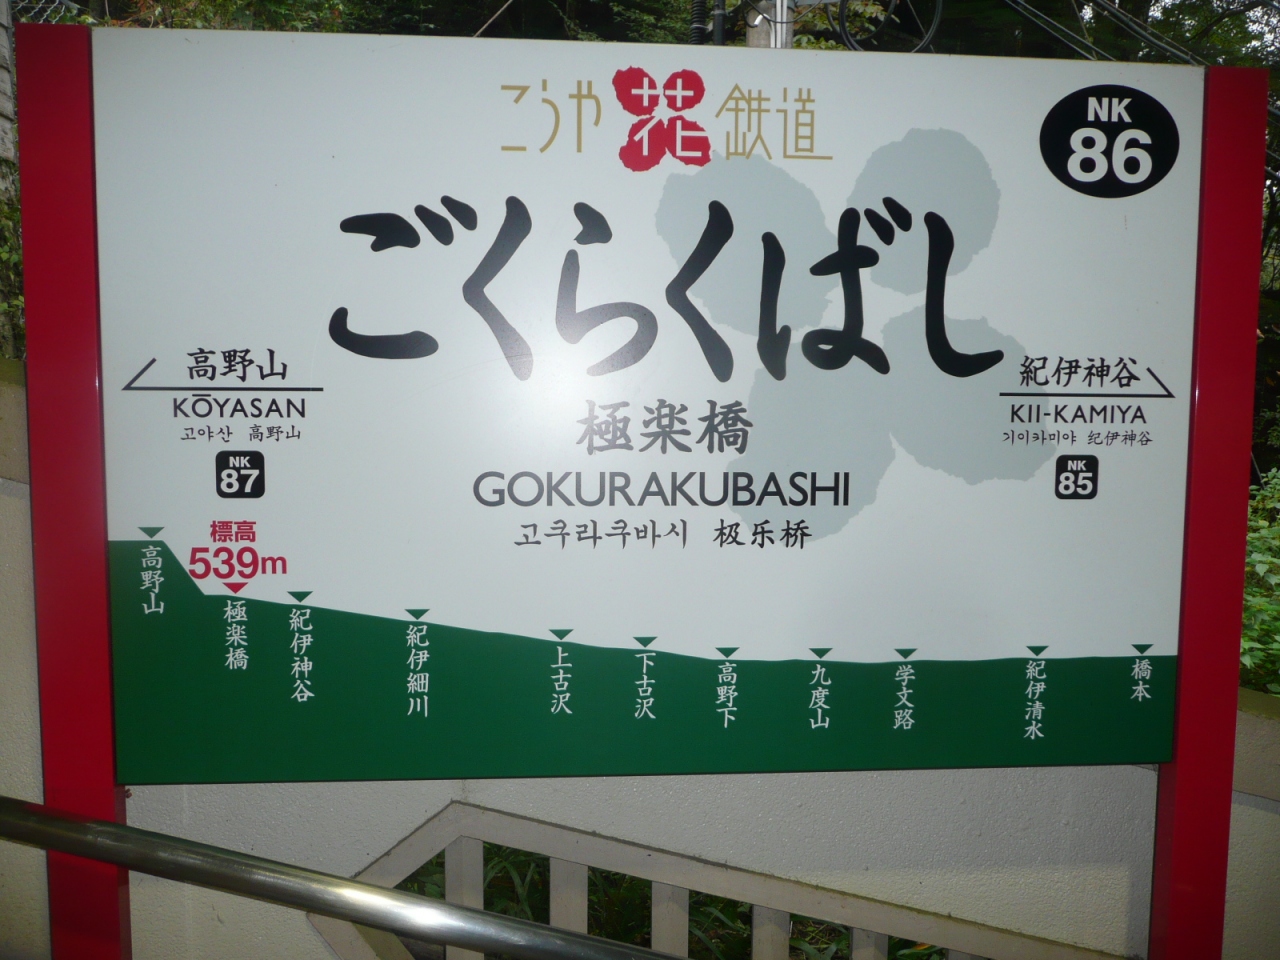 こうや花鉄道
NK
86
ごくらくばし
極楽橋
GOKURAKUBASHI
고쿠라쿠바시 极乐桥
高野山
KŌYASAN
고야산 高野山
NK
87
紀伊神谷
KII-KAMIYA
기이카미야 纪伊神谷
NK
85
標高
539m
高野山
極楽橋
紀伊神谷
紀伊細川
上古沢
下古沢
高野下
九度山
学文路
紀伊清水
橋本